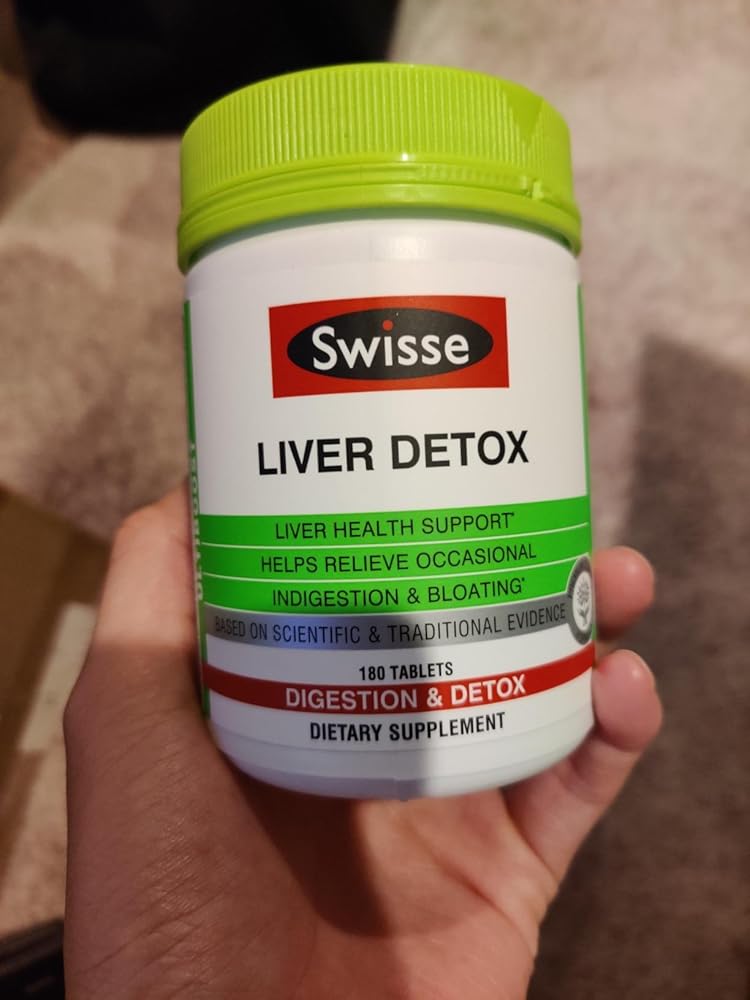 Swisse
LIVER DETOX
LIVER HEALTH SUPPORT*
HELPS RELIEVE OCCASIONAL
INDIGESTION & BLOATING*
BASED ON SCIENTIFIC & TRADITIONAL EVIDENCE
180 TABLETS
DIGESTION & DETOX
DIETARY SUPPLEMENT